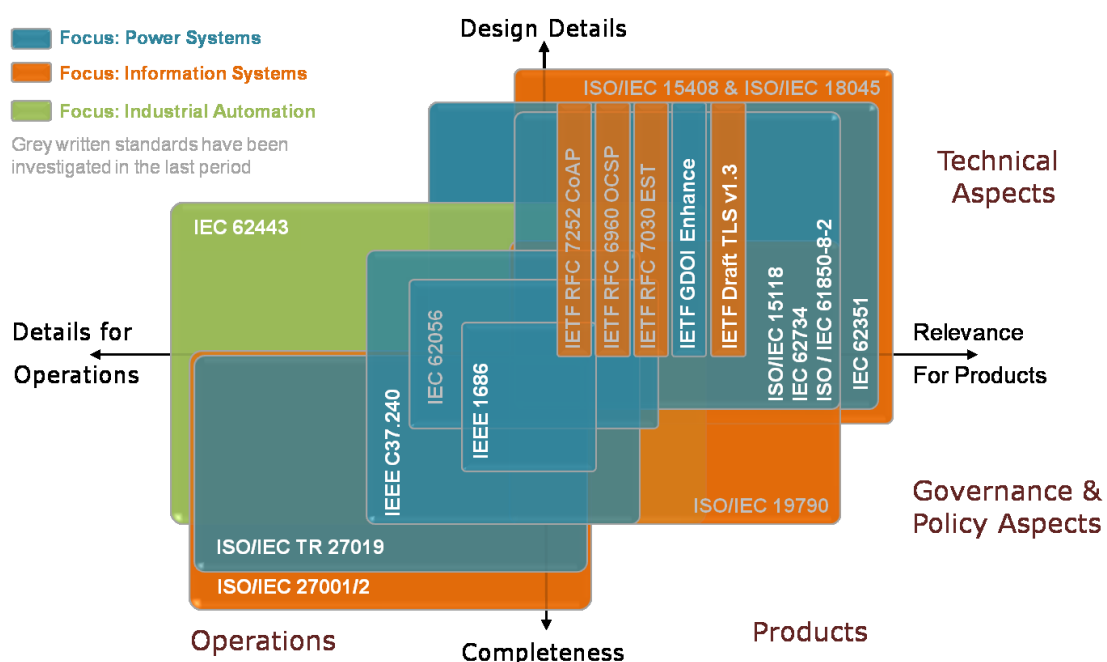 Design Details
Focus: Power Systems
Focus: Information Systems
Focus: Industrial Automation
Grey written standards have been
investigated in the last period
ISO/IEC 15408 & ISO/IEC 18045
IETF RFC 7252 CoAP
IETF RFC 6960 OCSP
IETF RFC 7030 EST
IETF GDOI Enhance
IETF Draft TLS v1.3
Technical
Aspects
IEC 62443
ISO/IEC 15118
IEC 62734
ISO / IEC 61850-8-2
IEC 62351
Details for
Operations
Relevance
For Products
IEC 62056
IEEE 1686
IEEE C37.240
ISO/IEC 19790
Governance &
Policy Aspects
ISO/IEC TR 27019
ISO/IEC 27001/2
Operations
Products
Completeness